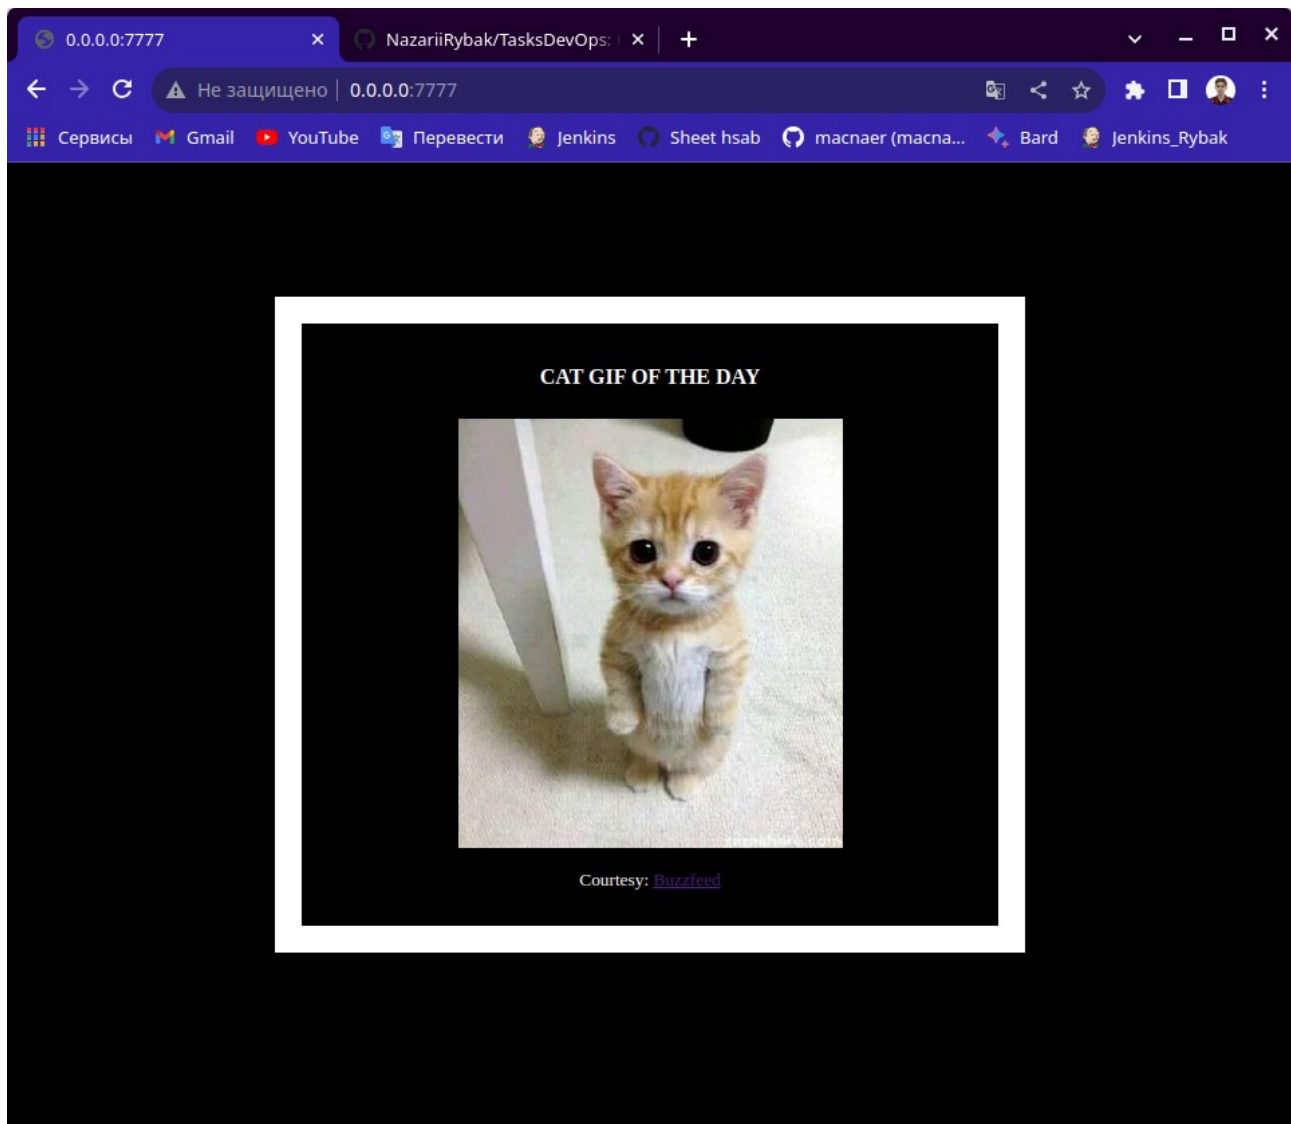 0.0.0.0:7777
NazariiRybak/TasksDevOps:
Не защищено
0.0.0.0:7777
Сервисы
Gmail
YouTube
Перевести
Jenkins
Sheet hsab
macnaer (macna...
Bard
Jenkins_Rybak
CAT GIF OF THE DAY
Courtesy: Buzzfeed